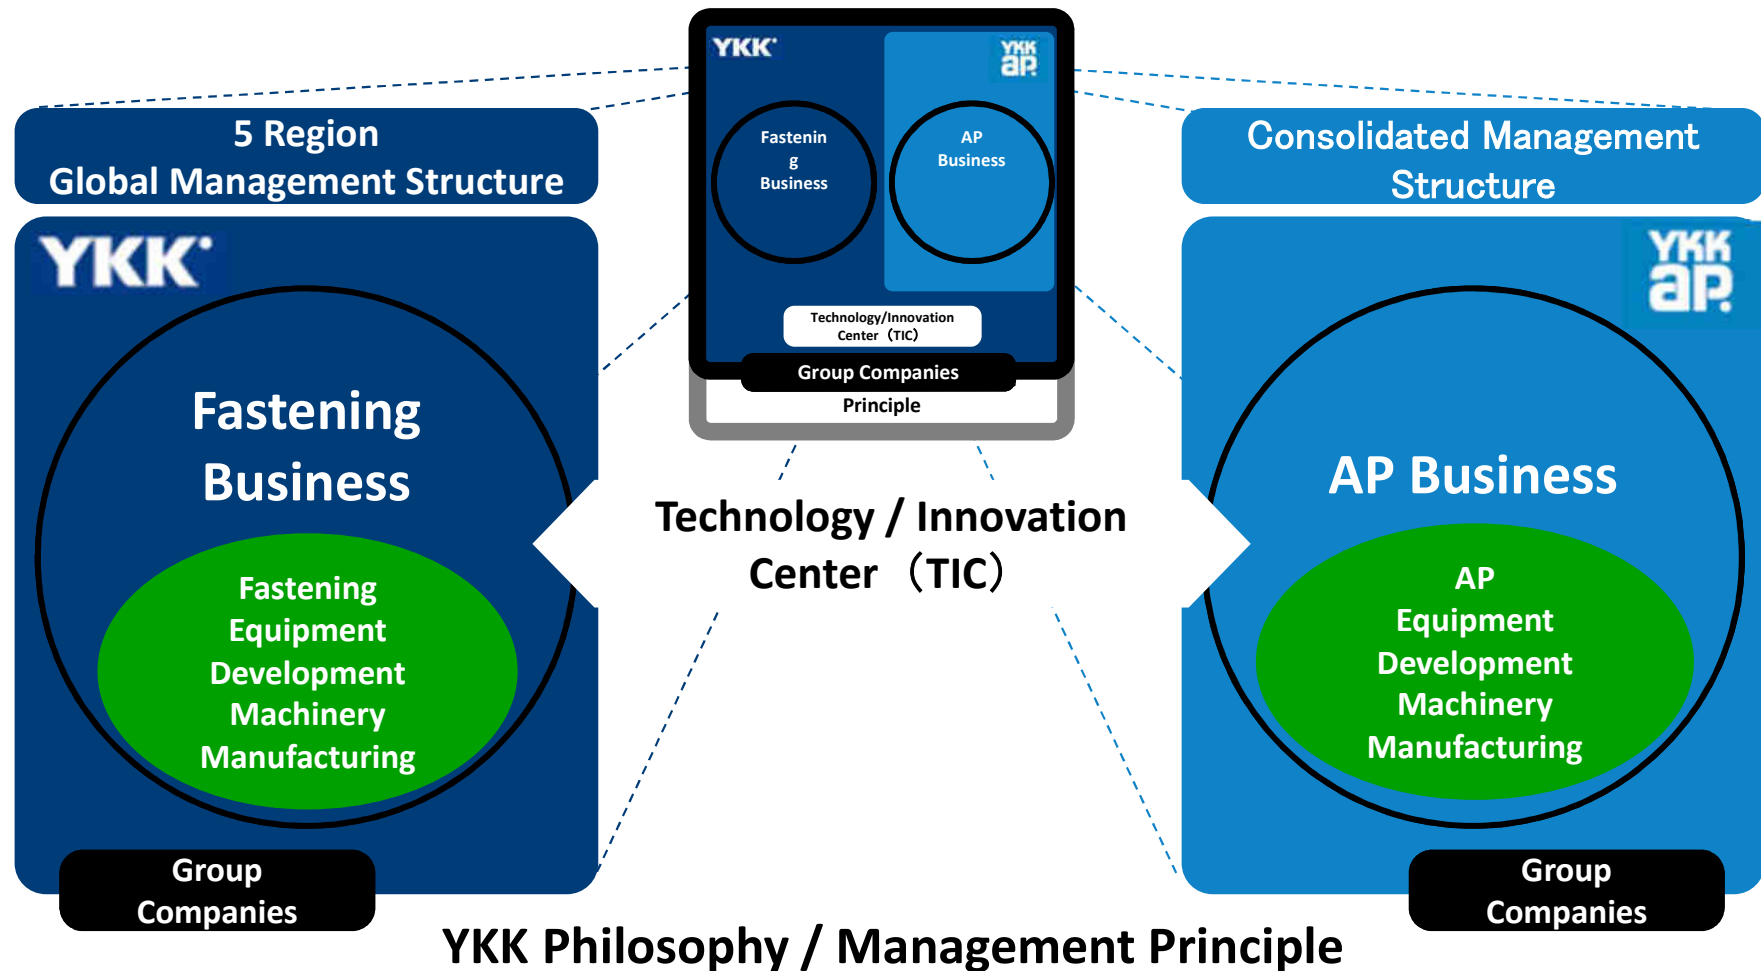 YKK
YKK
ap.
Fastenin
g
Business
AP
Business
Technology/Innovation
Center（TIC）
Group Companies
Principle
5 Region
Global Management Structure
YKK
Fastening
Business
Fastening
Equipment
Development
Machinery
Manufacturing
Group
Companies
Technology / Innovation
Center（TIC）
Consolidated Management
Structure
YKK
ap.
AP Business
AP
Equipment
Development
Machinery
Manufacturing
Group
Companies
YKK Philosophy / Management Principle